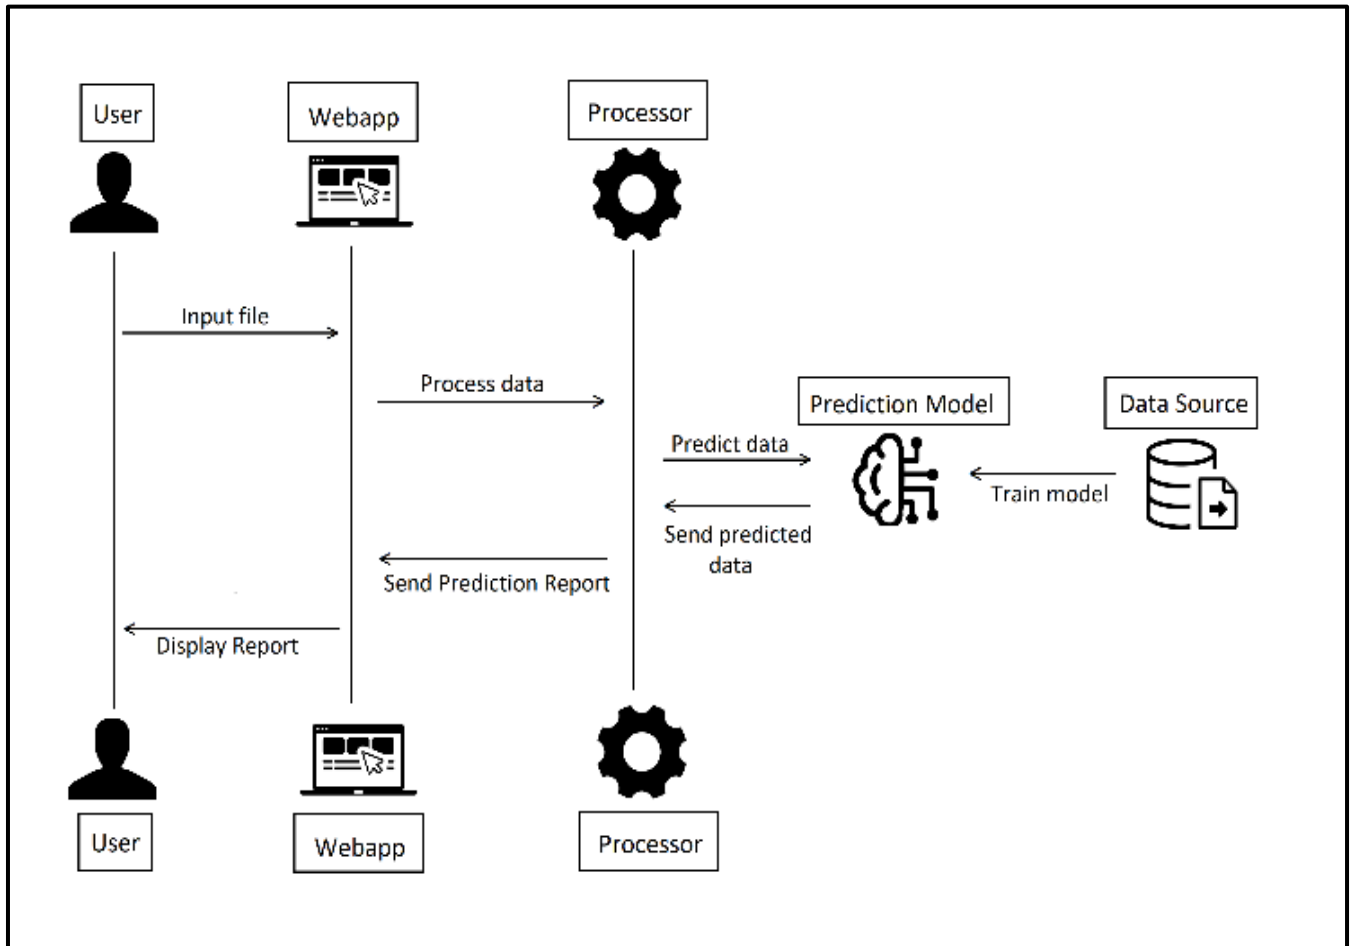 User
Webapp
Processor
Input file
Process data
Prediction Model
Data Source
Predict data
Train model
Send predicted
data
Send Prediction Report
Display Report
User
Webapp
Processor